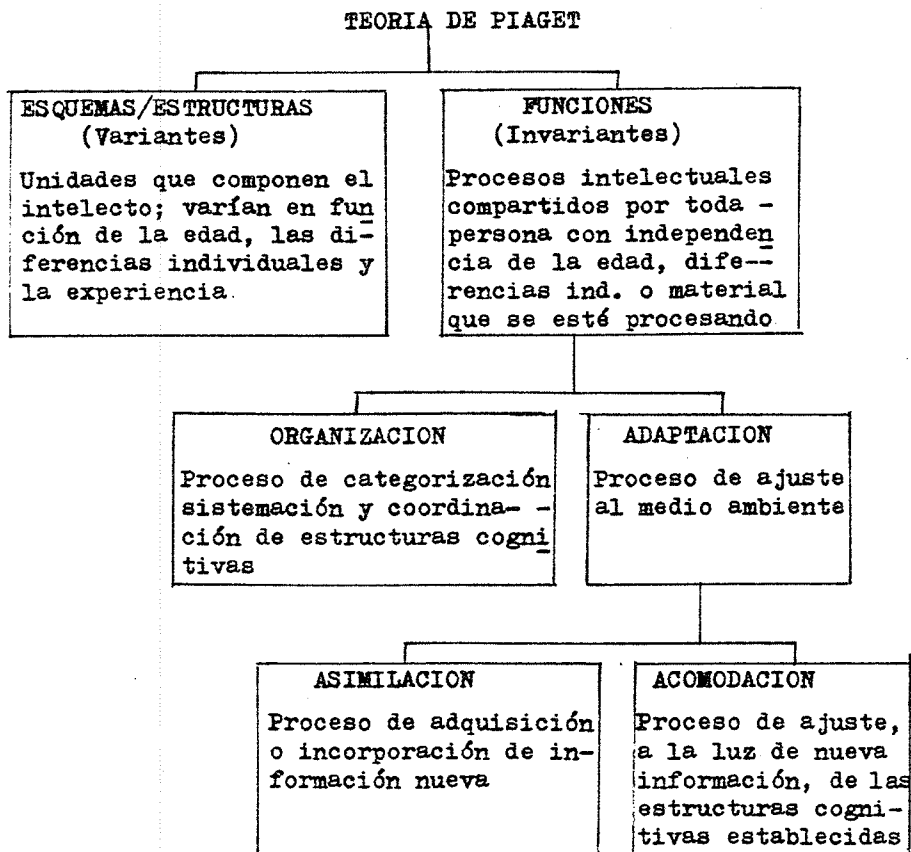 TEORIA DE PIAGET
ESQUEMAS/ESTRUCTURAS
(Variantes)
Unidades que componen el
intelecto; varían en fun
ción de la edad, las di-
ferencias individuales y
la experiencia.
FUNCIONES
(Invariantes)
Procesos intelectuales
compartidos por toda -
persona con independen
cia de la edad, dife--
rencias ind. o material
que se esté procesando
ORGANIZACION
Proceso de categorización
sistemación y coordina- -
ción de estructuras cogni
tivas
ADAPTACION
Proceso de ajuste
al medio ambiente
ASIMILACION
Proceso de adquisición
o incorporación de in-
formación nueva
ACOMODACION
Proceso de ajuste,
a la luz de nueva
información, de las
estructuras cogni-
tivas establecidas